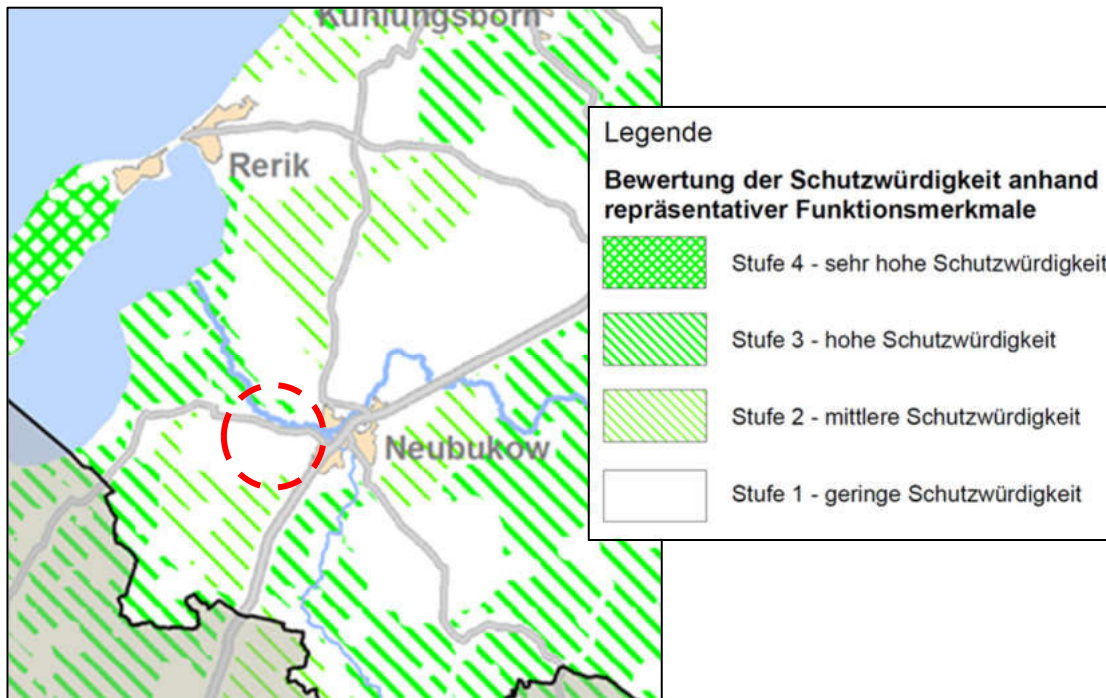 Kühlungsborn
Rerik
Neubukow
Legende
Bewertung der Schutzwürdigkeit anhand
repräsentativer Funktionsmerkmale
Stufe 4 - sehr hohe Schutzwürdigkeit
Stufe 3 - hohe Schutzwürdigkeit
Stufe 2 - mittlere Schutzwürdigkeit
Stufe 1 - geringe Schutzwürdigkeit